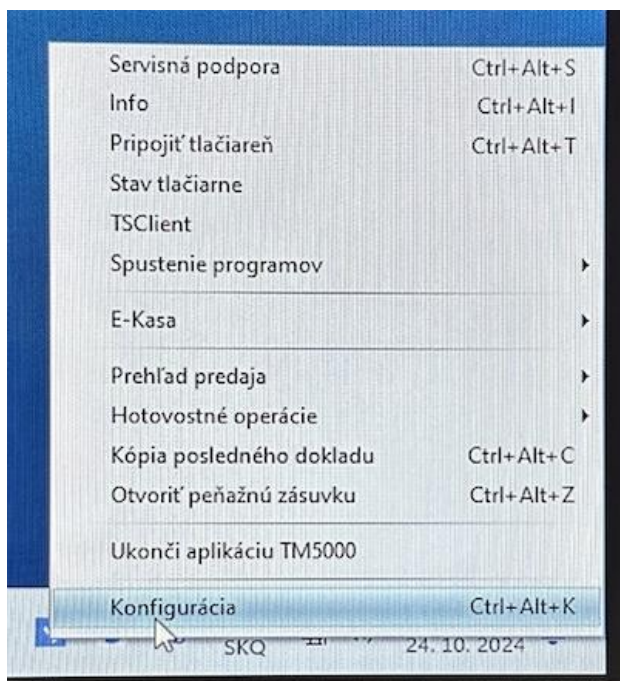 Servisná podpora Ctrl+Alt+S
Info Ctrl+Alt+I
Pripojiť tlačiareň Ctrl+Alt+T
Stav tlačiarne
TSClient
Spustenie programov
E-Kasa
Prehľad predaja
Hotovostné operácie
Kópia posledného dokladu Ctrl+Alt+C
Otvoriť peňažnú zásuvku Ctrl+Alt+Z
Ukonči aplikáciu TM5000
Konfigurácia Ctrl+Alt+K
SKQ 24. 10. 2024